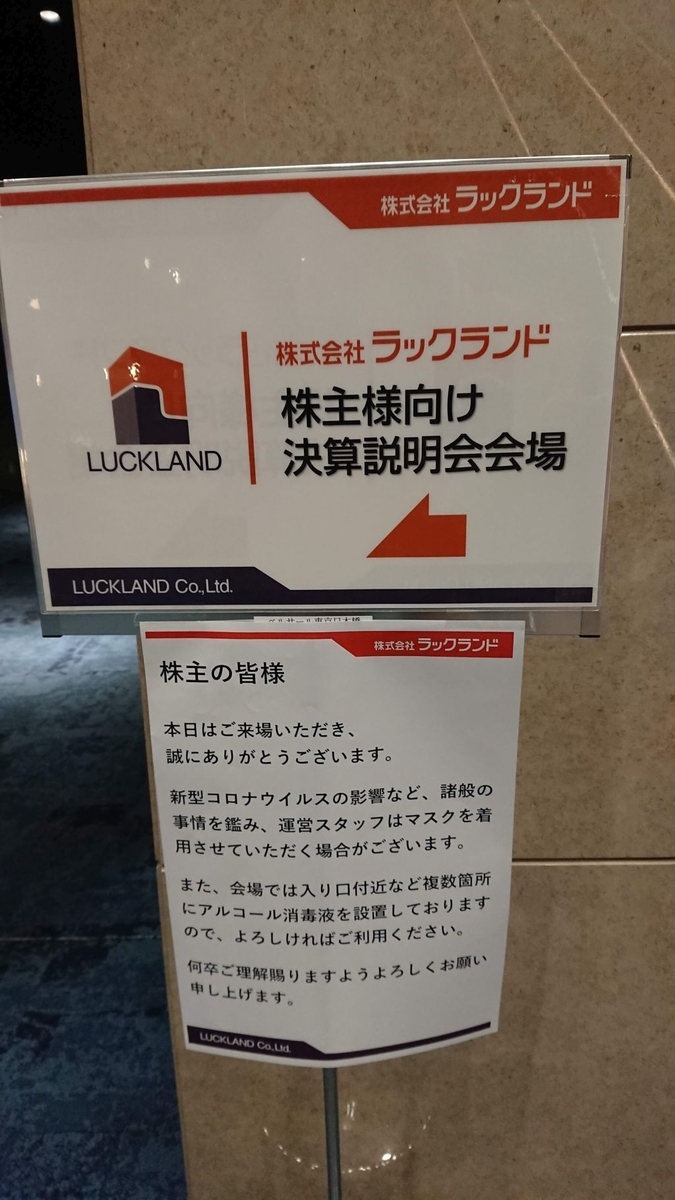 株式会社 ラックランド
株式会社 ラックランド
株主様向け
決算説明会会場
LUCKLAND
LUCKLAND Co.,Ltd.
株式会社 ラックランド
株主の皆様
本日はご来場いただき、
誠にありがとうございます。
新型コロナウイルスの影響など、諸般の
事情を鑑み、運営スタッフはマスクを着
用させていただく場合がございます。
また、会場では入り口付近など複数箇所
にアルコール消毒液を設置しております
ので、よろしければご利用ください。
何卒ご理解賜りますようよろしくお願い
申し上げます。
LUCKLAND Co.,Ltd.